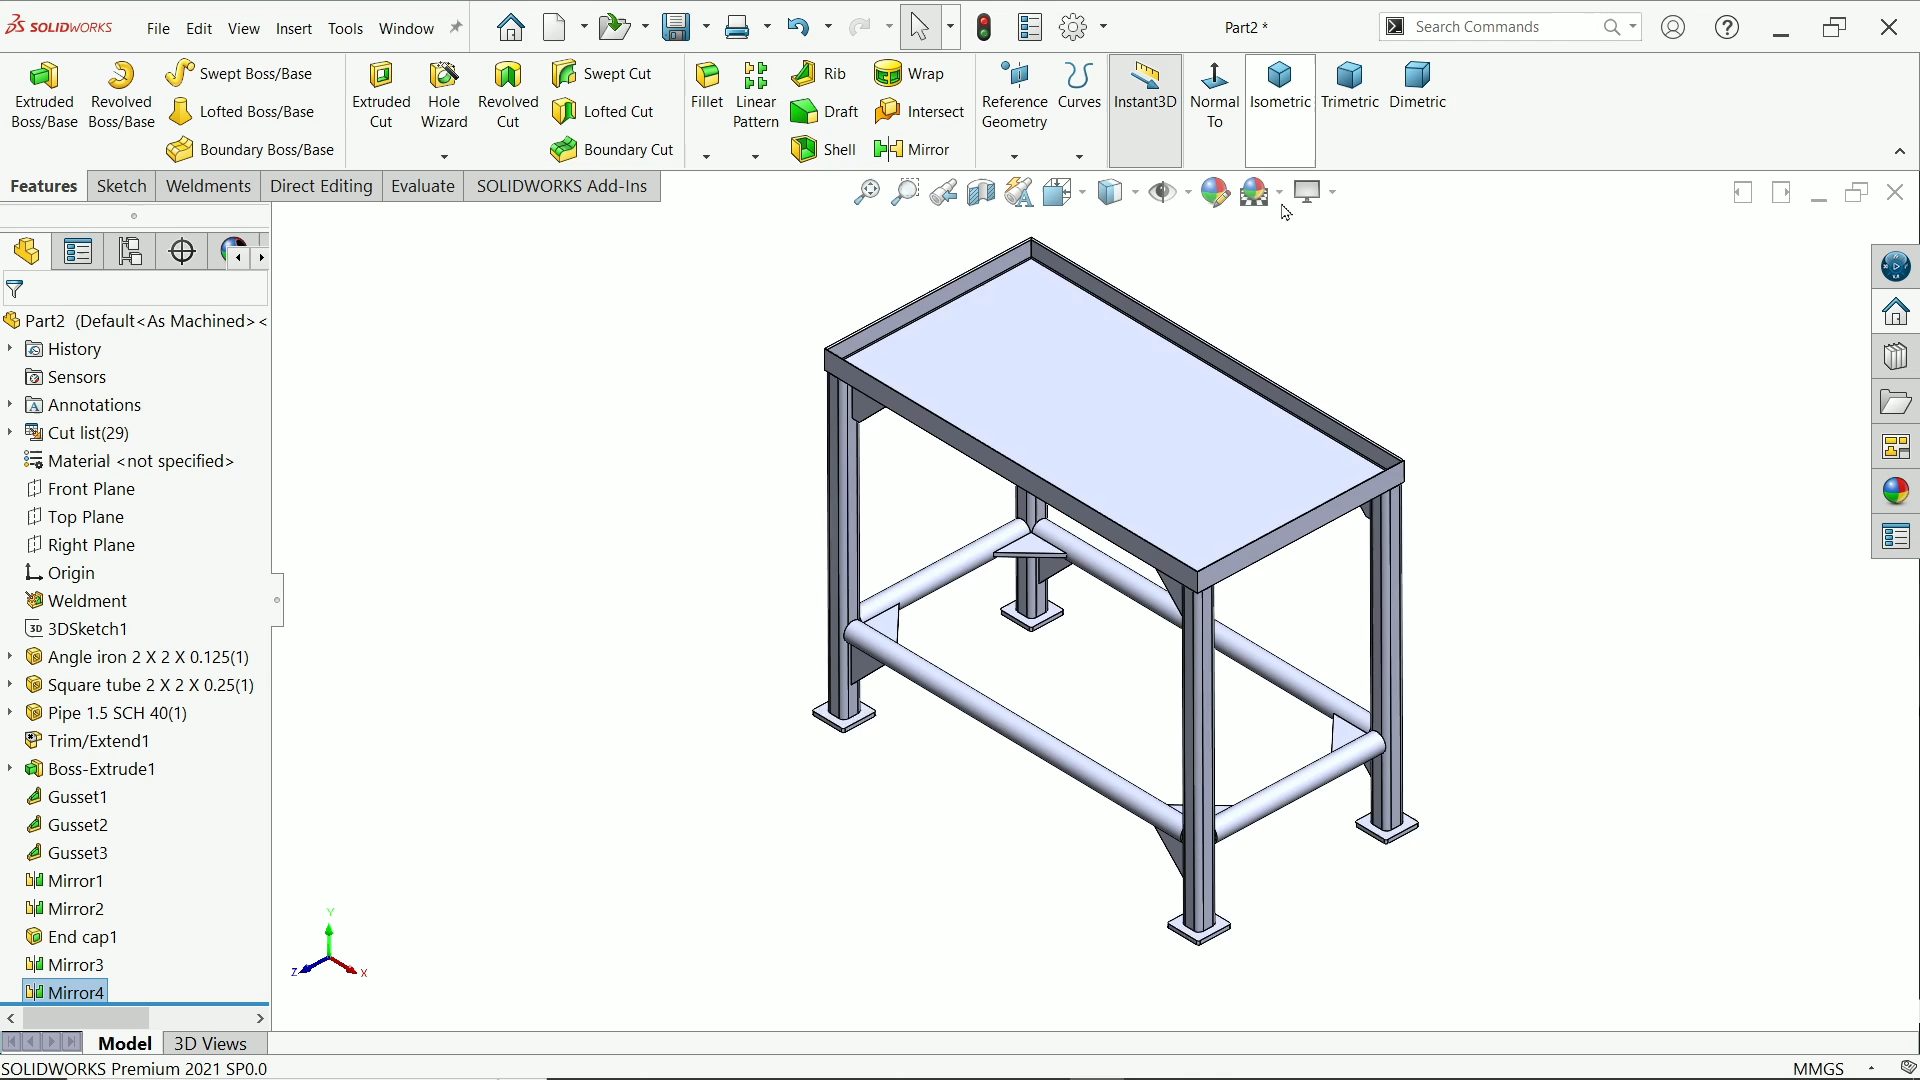 SOLIDWORKS File Edit View Insert Tools Window Part2 * Search Commands
Extruded Boss/Base
Revolved Boss/Base
Swept Boss/Base
Lofted Boss/Base
Boundary Boss/Base
Extruded Cut
Hole Wizard
Revolved Cut
Swept Cut
Lofted Cut
Boundary Cut
Fillet
Linear Pattern
Rib
Draft
Shell
Wrap
Intersect
Mirror
Reference Geometry
Curves
Instant3D
Normal To
Isometric
Trimetric
Dimetric
Features Sketch Weldments Direct Editing Evaluate SOLIDWORKS Add-Ins
Part2 (Default<As Machined><
History
Sensors
Annotations
Cut list(29)
Material <not specified>
Front Plane
Top Plane
Right Plane
Origin
Weldment
3DSketch1
Angle iron 2 X 2 X 0.125(1)
Square tube 2 X 2 X 0.25(1)
Pipe 1.5 SCH 40(1)
Trim/Extend1
Boss-Extrude1
Gusset1
Gusset2
Gusset3
Mirror1
Mirror2
End cap1
Mirror3
Mirror4
Y
Z
X
Model 3D Views
SOLIDWORKS Premium 2021 SP0.0 MMGS